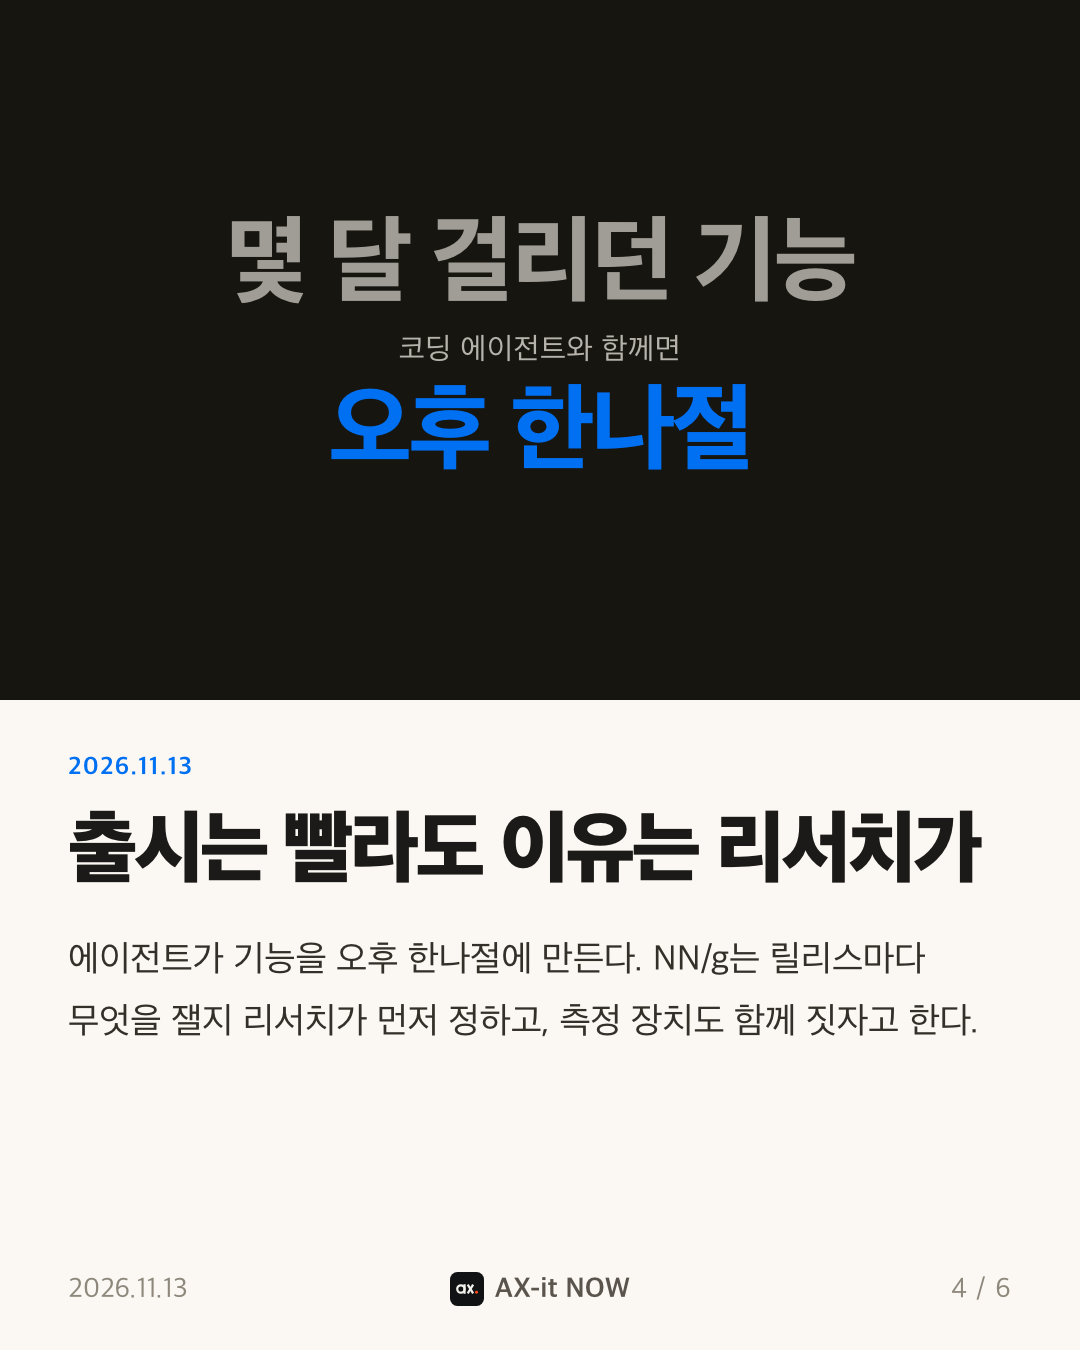 몇 달 걸리던 기능
코딩 에이전트와 함께면
오후 한나절
2026.11.13
출시는 빨라도 이유는 리서치가
에이전트가 기능을 오후 한나절에 만든다. NN/g는 릴리스마다
무엇을 잴지 리서치가 먼저 정하고, 측정 장치도 함께 짓자고 한다.
2026.11.13
ax. AX-it NOW
4 / 6